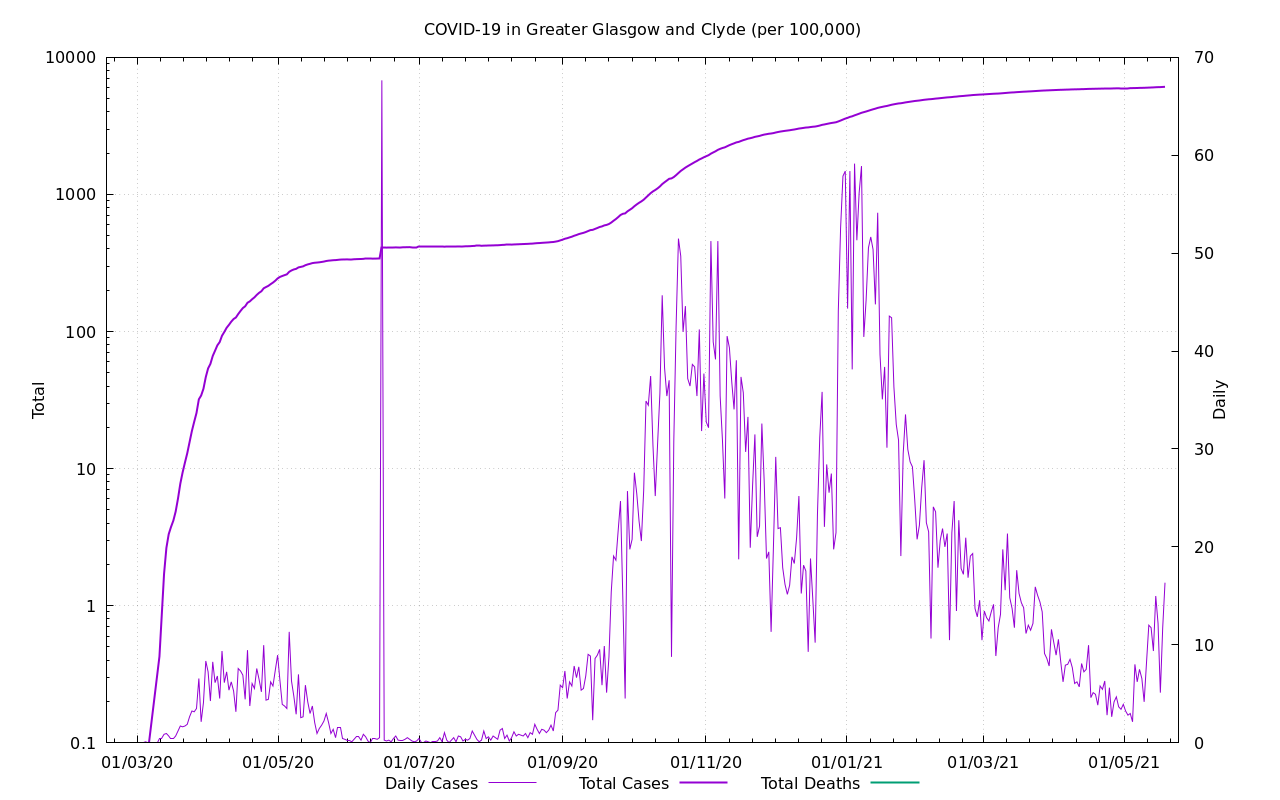 COVID-19 in Greater Glasgow and Clyde (per 100,000)
10000
1000
100
10
1
0.1
Total
70
60
50
40
30
20
10
0
Daily
01/03/20 01/05/20 01/07/20 01/09/20 01/11/20 01/01/21 01/03/21 01/05/21
Daily Cases Total Cases Total Deaths